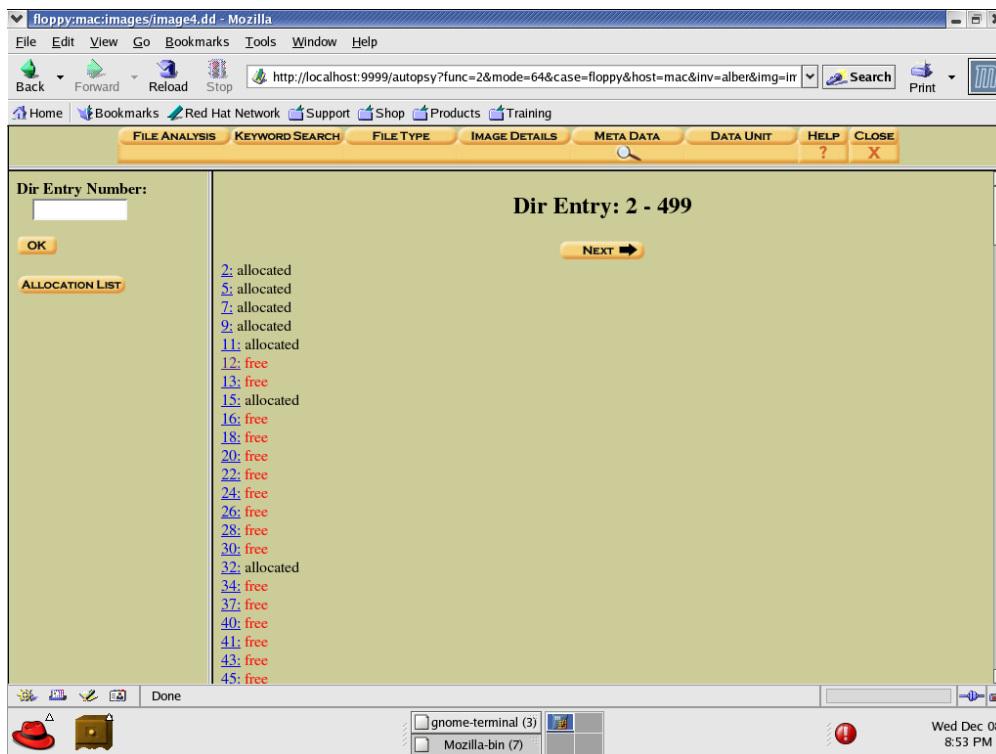 floppy:mac:images/image4.dd - Mozilla
File Edit View Go Bookmarks Tools Window Help
Back Forward Reload Stop http://localhost:9999/autopsy?func=2&mode=64&case=floppy&host=mac&inv=alber&img=im Search Print
Home Bookmarks Red Hat Network Support Shop Products Training
FILE ANALYSIS KEYWORD SEARCH FILE TYPE IMAGE DETAILS META DATA DATA UNIT HELP CLOSE
? X
Dir Entry Number:
OK
ALLOCATION LIST
Dir Entry: 2 - 499
NEXT
2: allocated
5: allocated
7: allocated
9: allocated
11: allocated
12: free
13: free
15: allocated
16: free
18: free
20: free
22: free
24: free
26: free
28: free
30: free
32: allocated
34: free
37: free
40: free
41: free
43: free
45: free
Done
gnome-terminal (3)
Mozilla-bin (7)
Wed Dec 08
8:53 PM